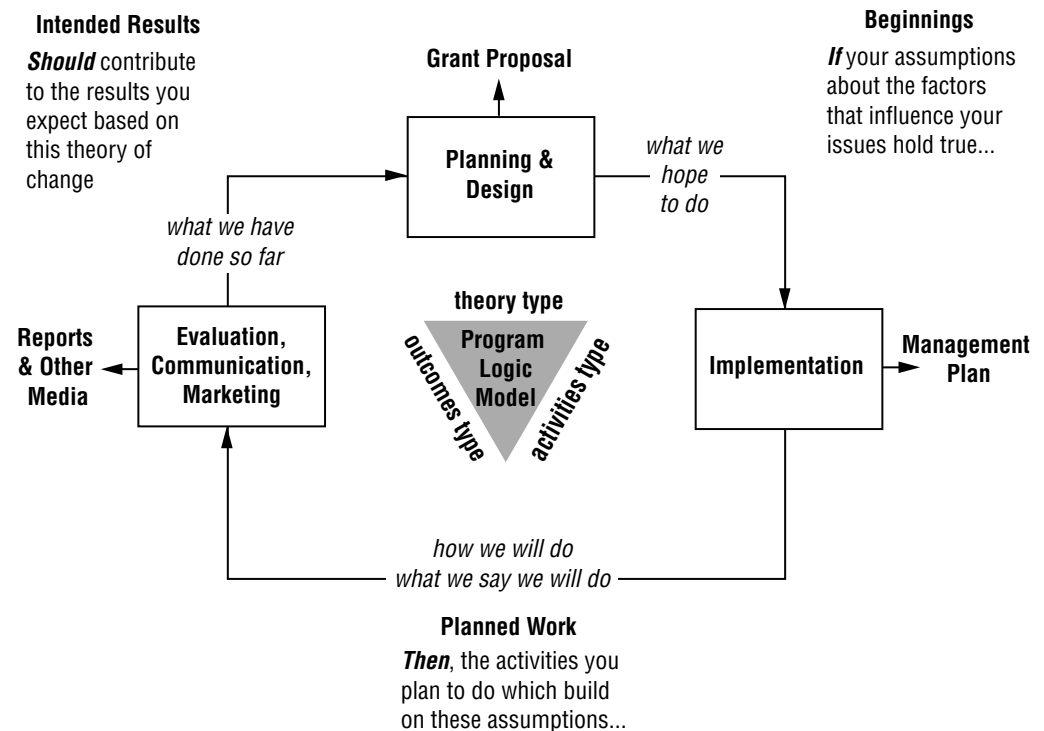 Intended Results
Should contribute
to the results you
expect based on
this theory of
change
Beginnings
If your assumptions
about the factors
that influence your
issues hold true...
Grant Proposal
Planning &
Design
what we
hope
to do
what we have
done so far
Reports
& Other
Media
Evaluation,
Communication,
Marketing
theory type
outcomes type
Program
Logic
Model
activities type
Implementation
Management
Plan
how we will do
what we say we will do
Planned Work
Then, the activities you
plan to do which build
on these assumptions...